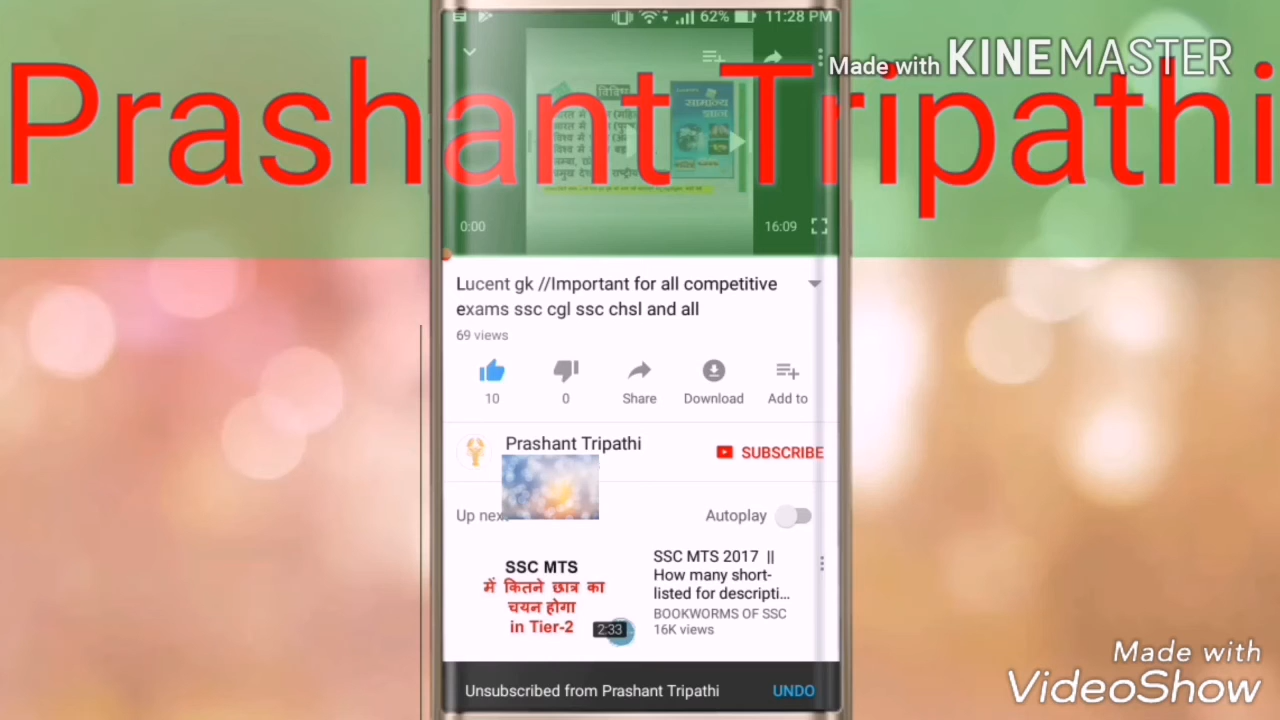 62% 11:28 PM
Made with KINEMASTER
Prashant Tripathi
विविध
सामान्य
ज्ञान
0:00
16:09
Lucent gk //Important for all competitive
exams ssc cgl ssc chsl and all
69 views
10
0
Share
Download
Add to
Prashant Tripathi
SUBSCRIBE
Up nex
Autoplay
SSC MTS
में कितने छात्र का
चयन होगा
in Tier-2
2:33
SSC MTS 2017 ||
How many short-
listed for descripti...
BOOKWORMS OF SSC
16K views
Unsubscribed from Prashant Tripathi
UNDO
Made with
VideoShow